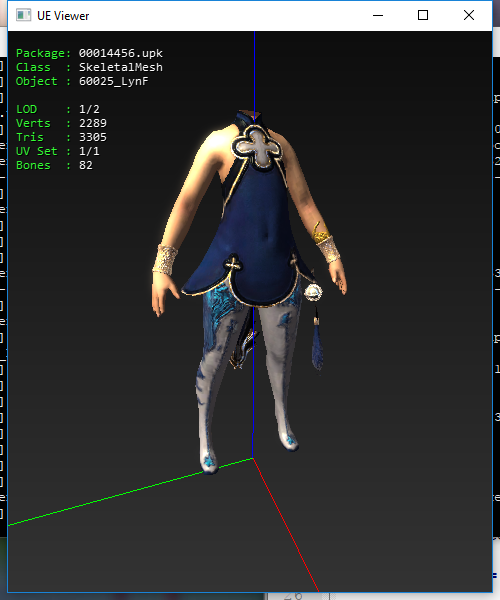 UE Viewer
Package: 00014456.upk
Class  : SkeletalMesh
Object : 60025_LynF
LOD    : 1/2
Verts  : 2289
Tris   : 3305
UV Set : 1/1
Bones  : 82
26